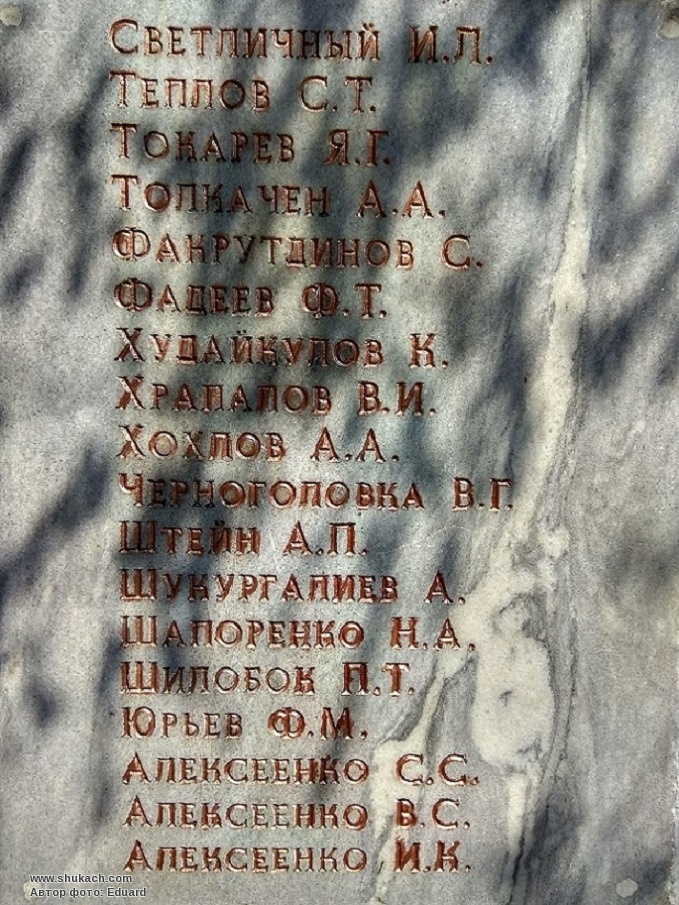 Светличный И.Л.
Теплов С.Т.
Токарев Я.Г.
Толкачен А.А.
Факрутдинов С.
Фадеев Ф.Т.
Худайкулов К.
Храпалов В.И.
Хохлов А.А.
Черноголовка В.Г.
Штейн А.П.
Шукургалиев А.
Шапоренко Н.А.
Шилобок П.Т.
Юрьев Ф.М.
Алексеенко С.С.
Алексеенко В.С.
Алексеенко И.К.
www.shukach.com
Автор фото: Eduard